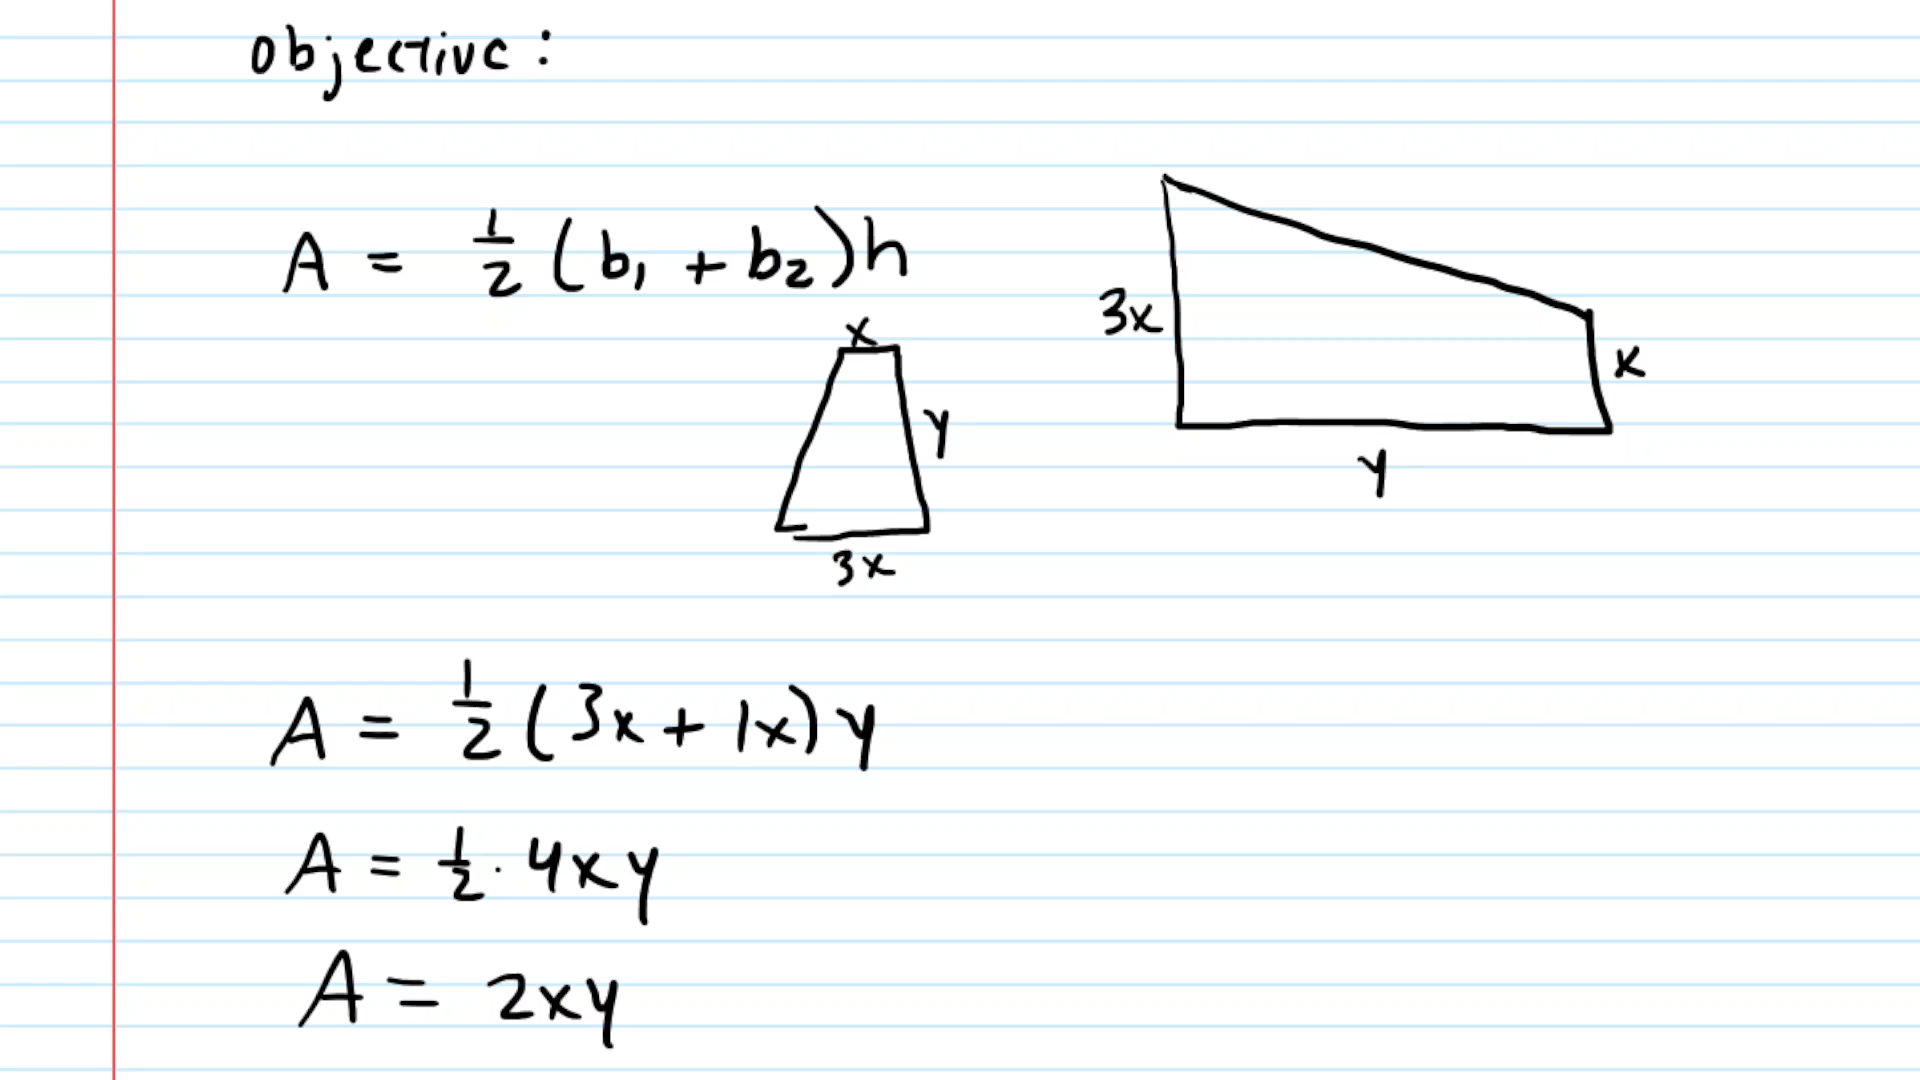 objective:
A = 1/2 (b₁ + b₂)h
x
y
3x
3x
x
y
A = 1/2 (3x + 1x) y
A = 1/2 · 4xy
A = 2xy